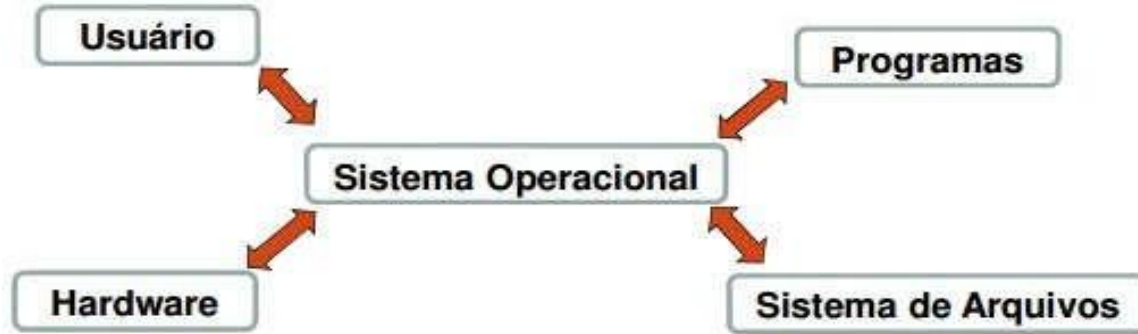 Usuário
Programas
Sistema Operacional
Hardware
Sistema de Arquivos